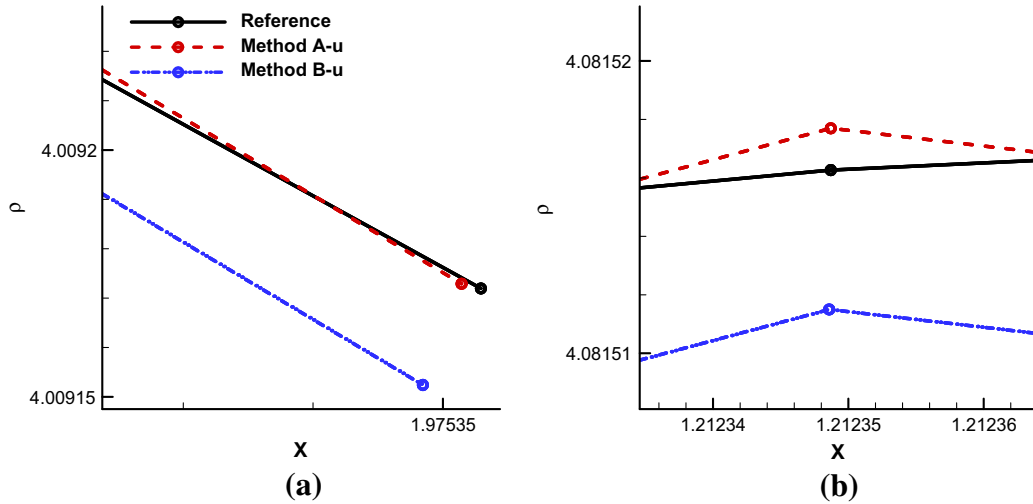 Reference
Method A-u
Method B-u
4.0092
4.00915
ρ
1.97535
X
(a)
4.08152
4.08151
ρ
1.21234
1.21235
1.21236
X
(b)